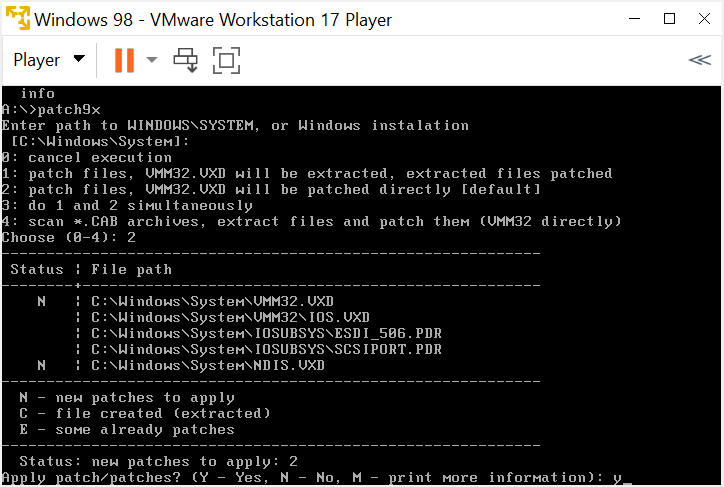 Windows 98 - VMware Workstation 17 Player
Player
  info
A:\>patch9x
Enter path to WINDOWS\SYSTEM, or Windows instalation
 [C:\Windows\System]:
0: cancel execution
1: patch files, VMM32.VXD will be extracted, extracted files patched
2: patch files, VMM32.VXD will be patched directly [default]
3: do 1 and 2 simultaneously
4: scan *.CAB archives, extract files and patch them (VMM32 directly)
Choose (0-4): 2
------------------------------------------------------------
 Status ¦ File path
--------+---------------------------------------------------
    N   ¦ C:\Windows\System\VMM32.VXD
        ¦ C:\Windows\System\VMM32\IOS.VXD
        ¦ C:\Windows\System\IOSUBSYS\ESDI_506.PDR
        ¦ C:\Windows\System\IOSUBSYS\SCSIPORT.PDR
    N   ¦ C:\Windows\System\NDIS.VXD
------------------------------------------------------------
  N - new patches to apply
  C - file created (extracted)
  E - some already patches
------------------------------------------------------------
  Status: new patches to apply: 2
Apply patch/patches? (Y - Yes, N - No, M - print more information): y_